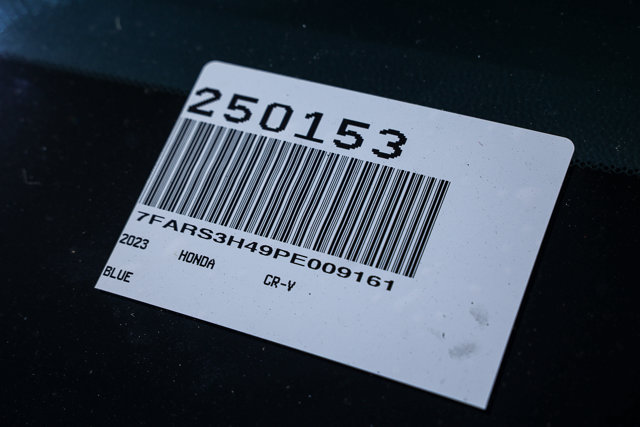 250153
7FARS3H49PE009161
2023 HONDA CR-V
BLUE